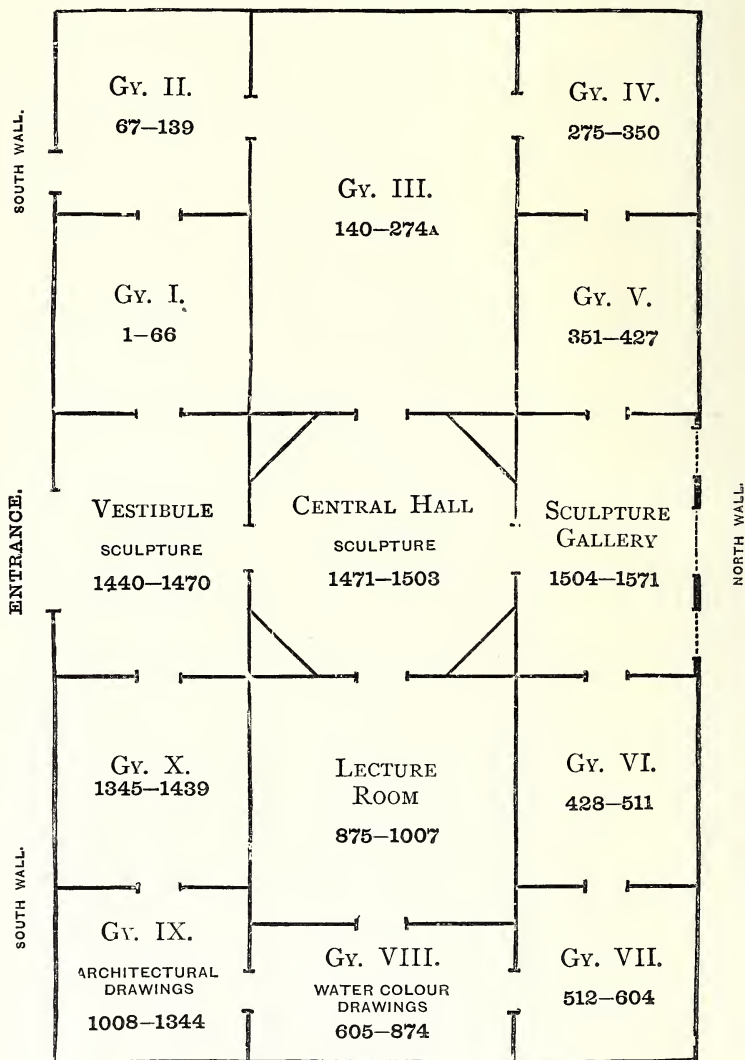 SOUTH WALL.
Gy. II.
67–139
Gy. III.
140–274A
Gy. IV.
275–350
Gy. I.
1–66
Gy. V.
351–427
ENTRANCE.
VESTIBULE
SCULPTURE
1440–1470
CENTRAL HALL
SCULPTURE
1471–1503
SCULPTURE
GALLERY
1504–1571
NORTH WALL.
Gy. X.
1345–1439
LECTURE
ROOM
875–1007
Gy. VI.
428–511
SOUTH WALL.
Gy. IX.
ARCHITECTURAL
DRAWINGS
1008–1344
Gy. VIII.
WATER COLOUR
DRAWINGS
605–874
Gy. VII.
512–604